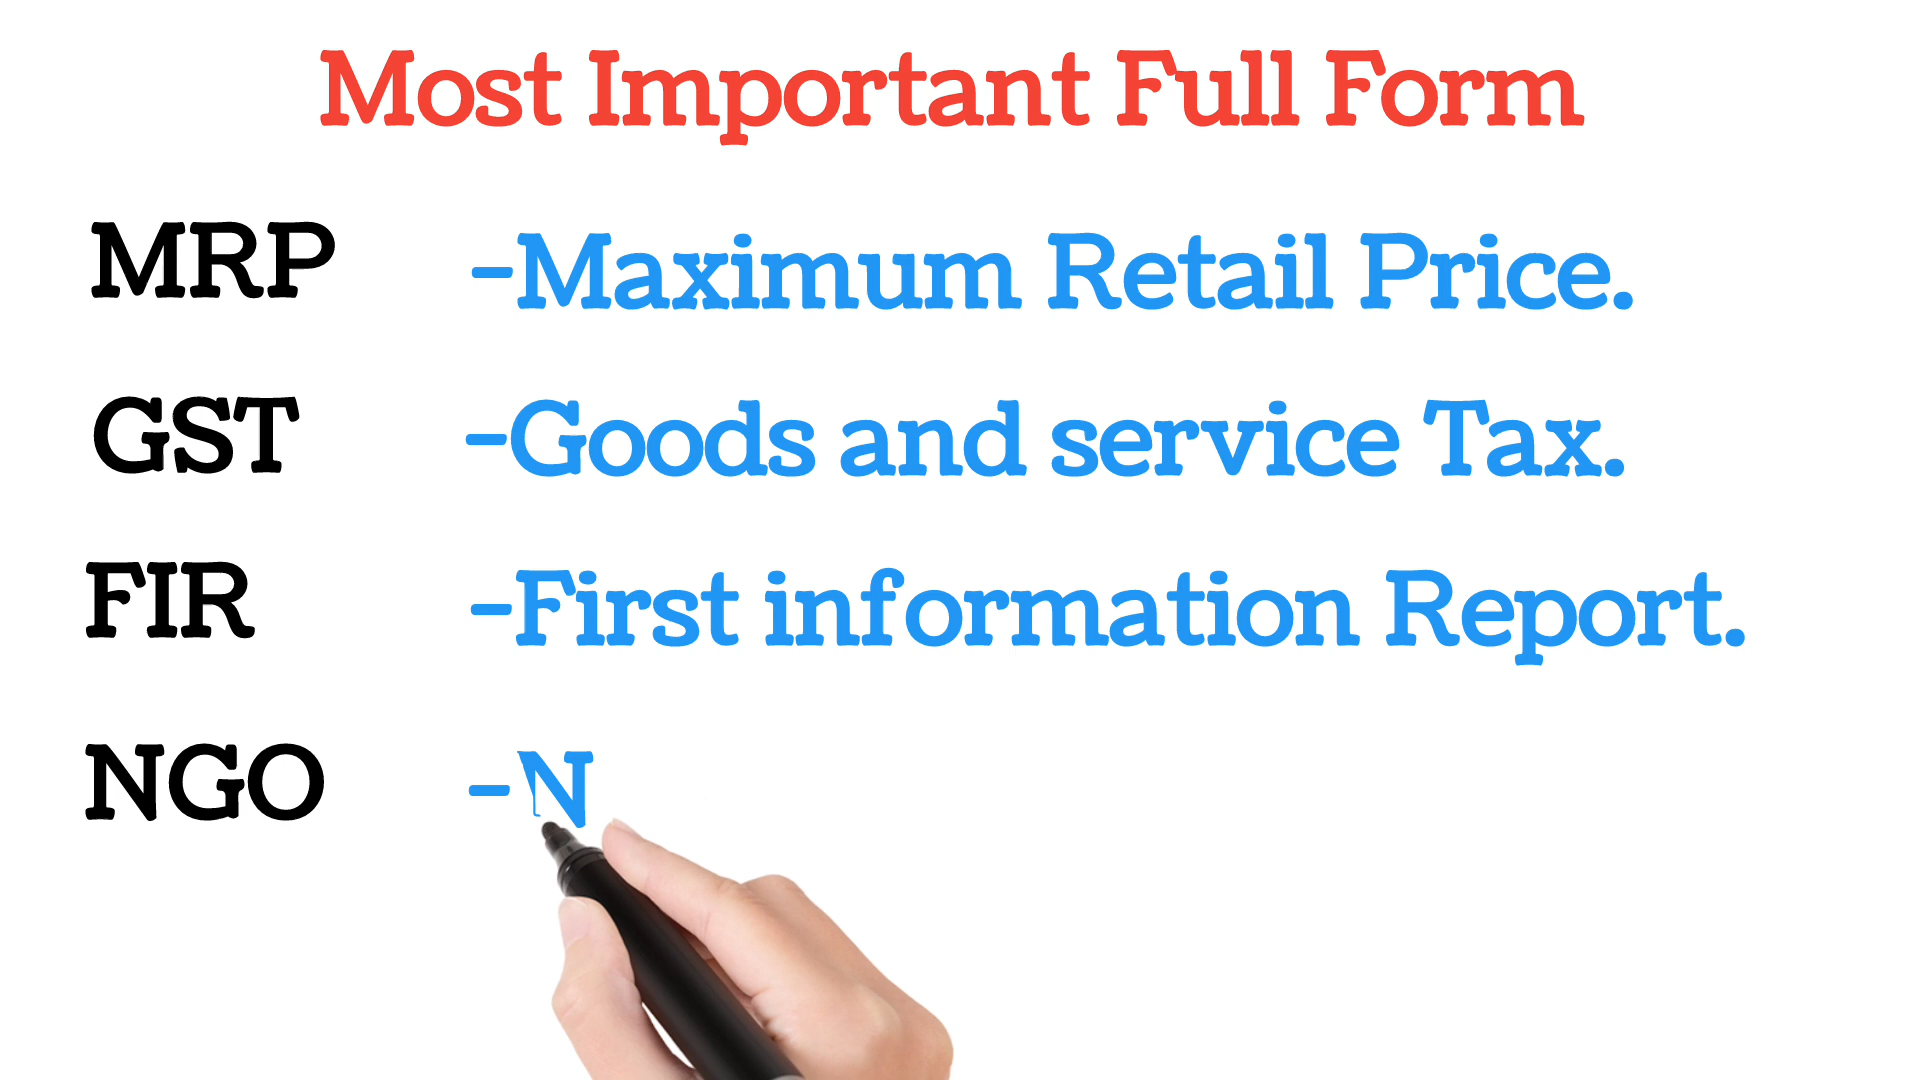 Most Important Full Form
MRP -Maximum Retail Price.
GST -Goods and service Tax.
FIR -First information Report.
NGO -N